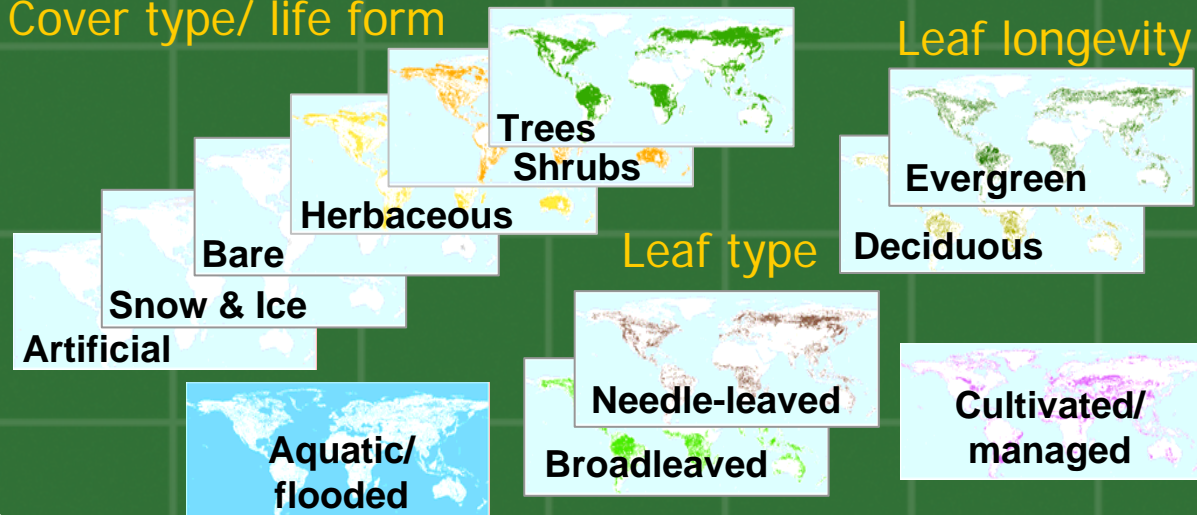 Cover type/ life form
Trees
Shrubs
Herbaceous
Bare
Snow & Ice
Artificial
Leaf longevity
Evergreen
Deciduous
Leaf type
Needle-leaved
Broadleaved
Aquatic/
flooded
Cultivated/
managed